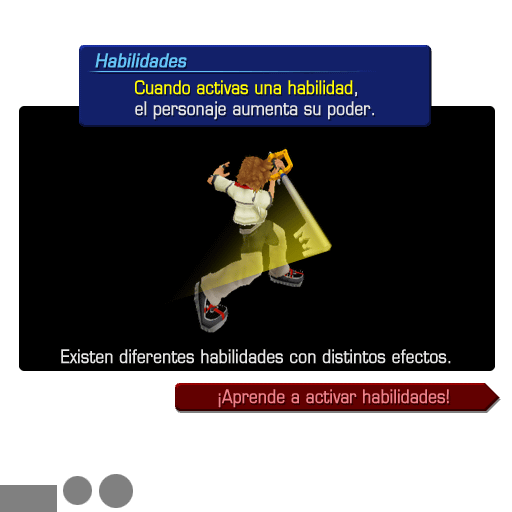 Habilidades
Cuando activas una habilidad,
el personaje aumenta su poder.
Existen diferentes habilidades con distintos efectos.
¡Aprende a activar habilidades!